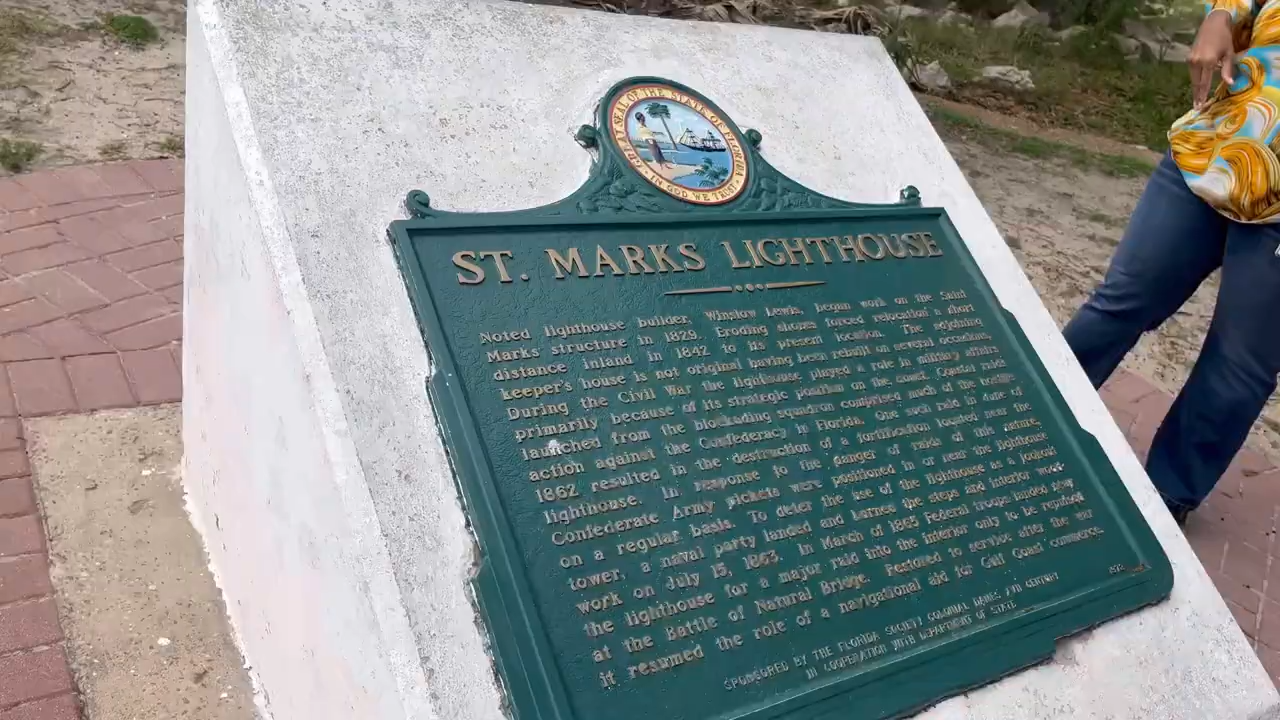 GREAT SEAL OF THE STATE OF FLORIDA
IN GOD WE TRUST
ST. MARKS LIGHTHOUSE
Noted lighthouse builder, Winslow Lewis, began work on the Saint
Marks structure in 1829. Eroding shores forced relocation a short
distance inland in 1842 to its present location. The adjoining
keeper's house is not original having been rebuilt on several occasions.
During the Civil War the lighthouse played a role in military affairs
primarily because of its strategic position on the coast. Coastal raids
launched from the blockading squadron comprised much of the hostile
action against the Confederacy in Florida. One such raid in June of
1862 resulted in the destruction of a fortification located near the
lighthouse. In response to the danger of raids of this nature,
Confederate Army pickets were positioned in or near the lighthouse
on a regular basis. To deter the use of the lighthouse as a lookout
tower, a naval party landed and burned the steps and interior wood
work on July 15, 1863. In March of 1865 Federal troops landed near
the lighthouse for a major raid into the interior only to be repulsed
at the Battle of Natural Bridge. Restored to service after the war
it resumed the role of a navigational aid for Gulf Coast commerce.
SPONSORED BY THE FLORIDA SOCIETY COLONIAL DAMES XVII CENTURY
IN COOPERATION WITH DEPARTMENT OF STATE